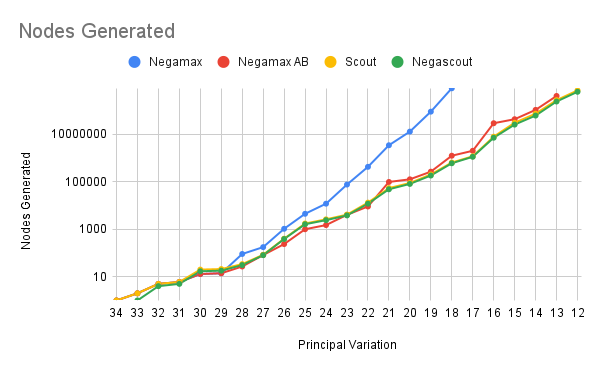 Nodes Generated
Negamax Negamax AB Scout Negascout
Nodes Generated
10000000
100000
1000
10
34 33 32 31 30 29 28 27 26 25 24 23 22 21 20 19 18 17 16 15 14 13 12
Principal Variation